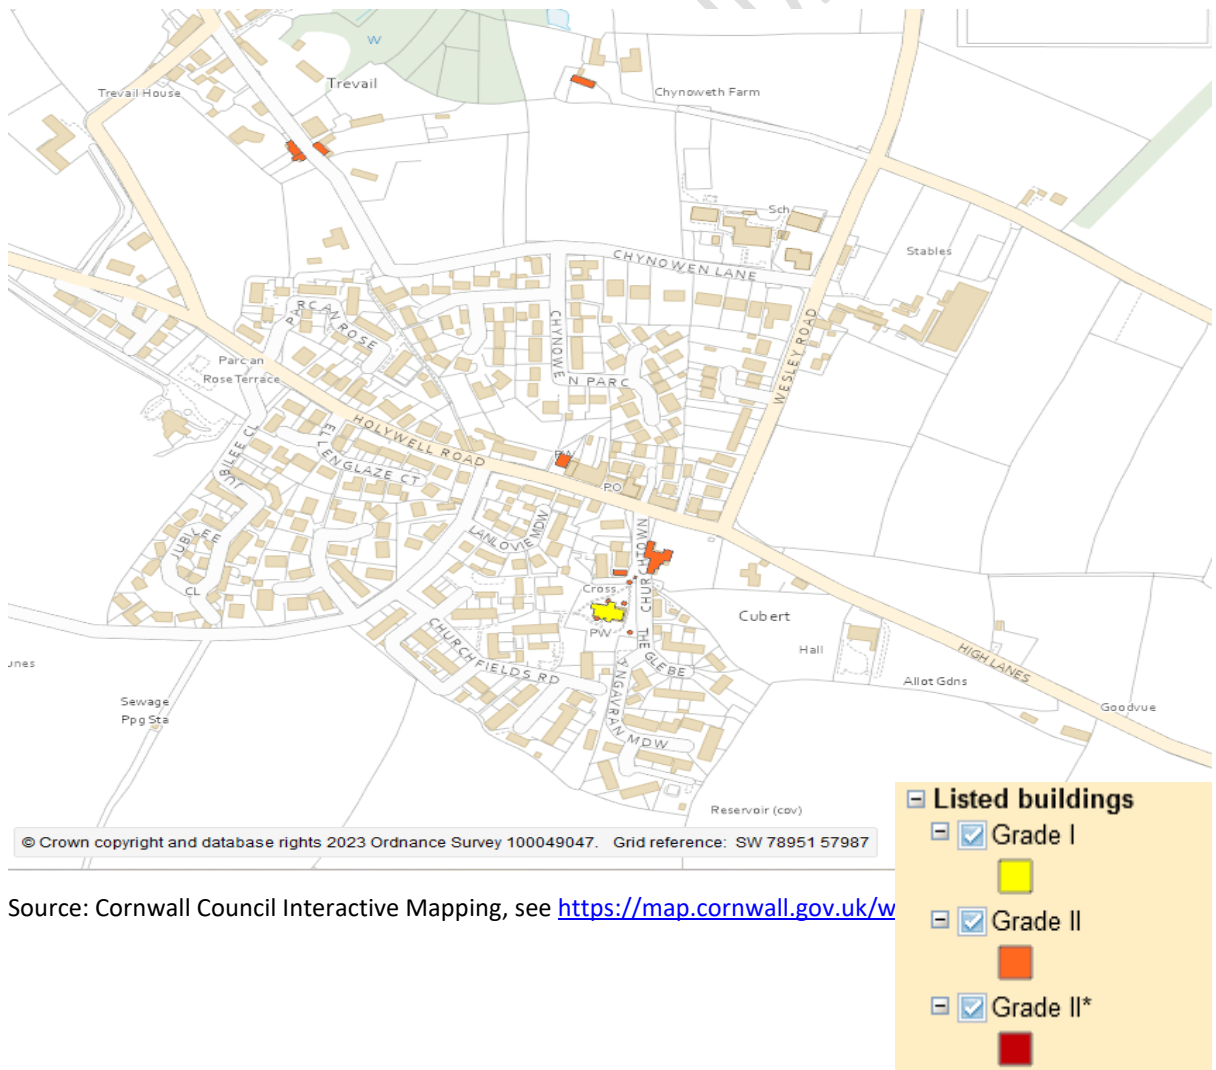 W
Trevail
Trevail House
Chynoweth Farm
Sch
Stables
CHYNOWEN LANE
WESLEY ROAD
PARC AN ROSE
CHYNOWEN PARC
Parc an
Rose Terrace
HOLYWELL ROAD
ELLENGLAZE CT
JUBILEE CL
JUBILEE
CL
PO
LANLOVIE MDW
CHURCHTOWN
Cross
PW
Cubert
Hall
THE GLEBE
CHURCHFIELDS RD
HIGH LANES
Allot Gdns
Goodvue
unes
Sewage
Ppg Sta
ANGAVRAN MDW
Reservoir (cov)
© Crown copyright and database rights 2023 Ordnance Survey 100049047. Grid reference: SW 78951 57987
Source: Cornwall Council Interactive Mapping, see https://map.cornwall.gov.uk/w
Listed buildings
Grade I
Grade II
Grade II*